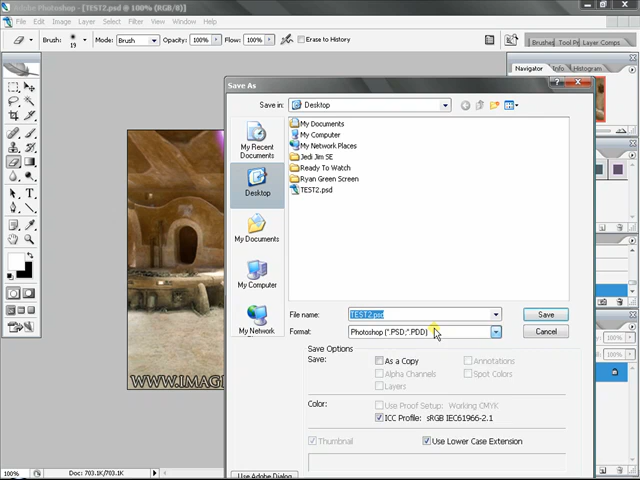 Adobe Photoshop - [TEST2.psd @ 100% (RGB/8)]
File Edit Image Layer Select Filter View Window Help
Brush: 19 Mode: Brush Opacity: 100% Flow: 100% Erase to History
Brushes Tool Pr Layer Comps
Navigator Info Histogram
Save As
Save in: Desktop
My Recent Documents
Desktop
My Documents
My Computer
My Network
My Documents
My Computer
My Network Places
Jedi Jim SE
Ready To Watch
Ryan Green Screen
TEST2.psd
File name: TEST2.psd Save
Format: Photoshop (*.PSD;*.PDD) Cancel
Save Options
Save: As a Copy Annotations
Alpha Channels Spot Colors
Layers
Color: Use Proof Setup: Working CMYK
ICC Profile: sRGB IEC61966-2.1
Thumbnail Use Lower Case Extension
Use Adobe Dialog
WWW.IMAG
100% Doc: 703.1K/703.1K